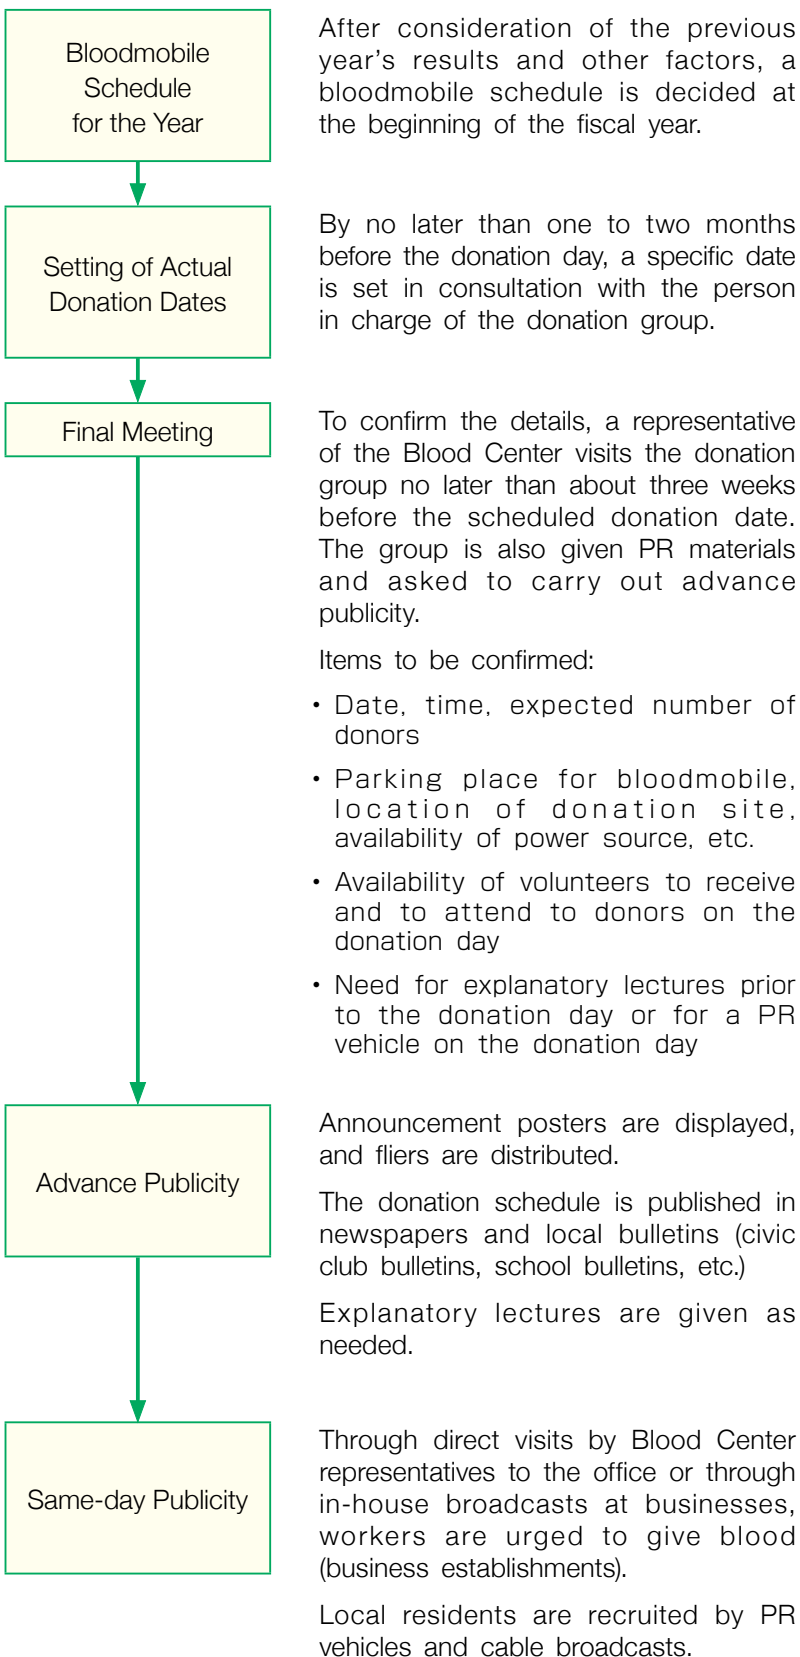 Bloodmobile
Schedule
for the Year
After consideration of the previous
year's results and other factors, a
bloodmobile schedule is decided at
the beginning of the fiscal year.
Setting of Actual
Donation Dates
By no later than one to two months
before the donation day, a specific date
is set in consultation with the person
in charge of the donation group.
Final Meeting
To confirm the details, a representative
of the Blood Center visits the donation
group no later than about three weeks
before the scheduled donation date.
The group is also given PR materials
and asked to carry out advance
publicity.
Items to be confirmed:
・Date, time, expected number of
donors
・Parking place for bloodmobile,
location of donation site,
availability of power source, etc.
・Availability of volunteers to receive
and to attend to donors on the
donation day
・Need for explanatory lectures prior
to the donation day or for a PR
vehicle on the donation day
Advance Publicity
Announcement posters are displayed,
and fliers are distributed.
The donation schedule is published in
newspapers and local bulletins (civic
club bulletins, school bulletins, etc.)
Explanatory lectures are given as
needed.
Same-day Publicity
Through direct visits by Blood Center
representatives to the office or through
in-house broadcasts at businesses,
workers are urged to give blood
(business establishments).
Local residents are recruited by PR
vehicles and cable broadcasts.